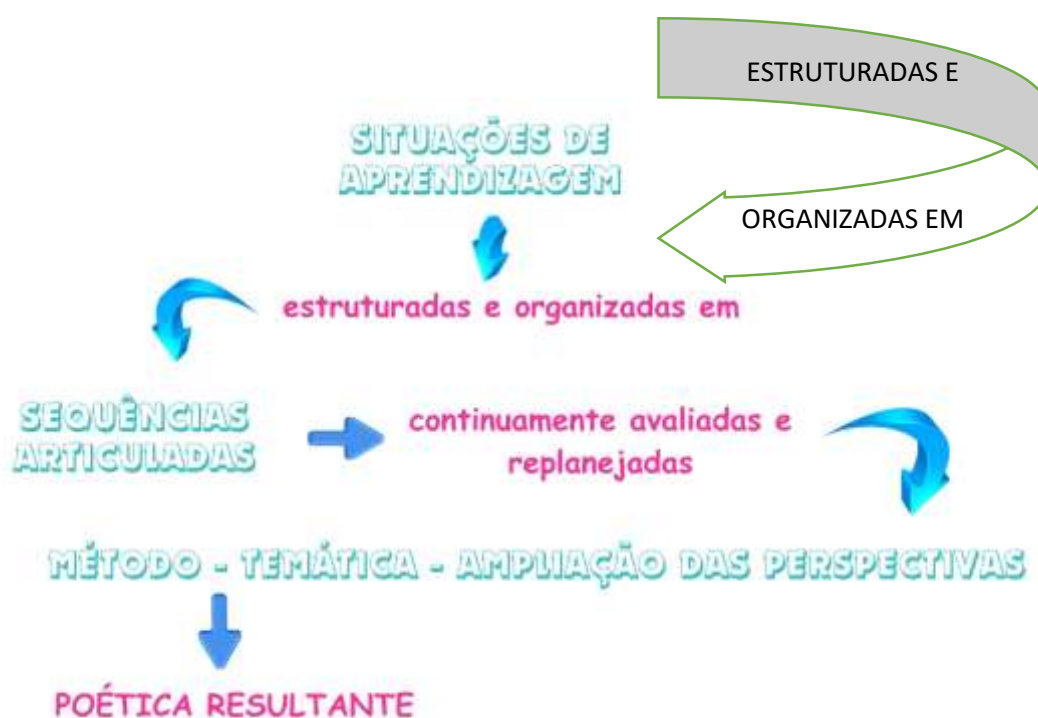 ESTRUTURADAS E
SITUAÇÕES DE
APRENDIZAGEM
ORGANIZADAS EM
estruturadas e organizadas em
SEQUÊNCIAS
ARTICULADAS
continuamente avaliadas e
replanejadas
MÉTODO - TEMÁTICA - AMPLIAÇÃO DAS PERSPECTIVAS
POÉTICA RESULTANTE